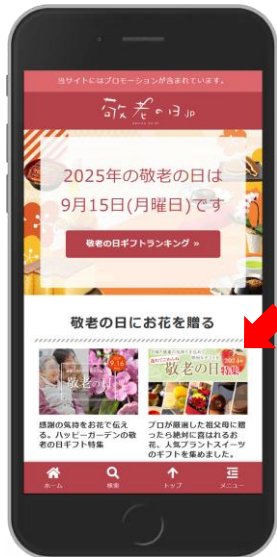 当サイトにはプロモーションが含まれています。
敬老の日.JP
2025年の敬老の日は
9月15日(月曜日)です
敬老の日ギフトランキング »
敬老の日にお花を贈る
敬老の日
9.16
敬老の日特集
感謝の気持をお花で伝え
る。ハッピーガーデンの敬
老の日ギフト特集
プロが厳選した祖父母に贈
ったら絶対に喜ばれるお
花、人気プラントスイーツ
のギフトを集めました。
ホーム
検索
トップ
メニュー